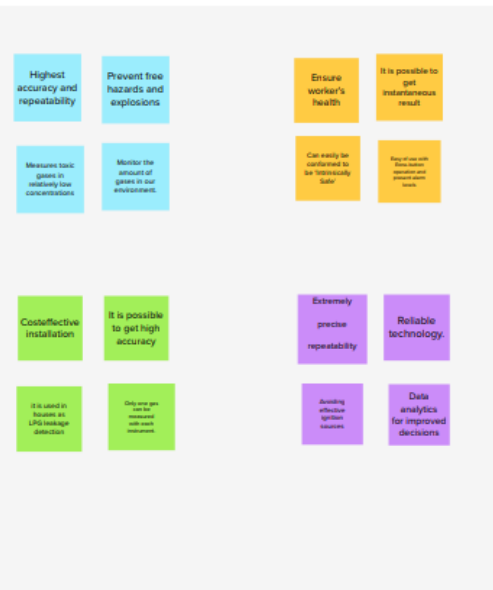 Highest
accuracy and
repeatability
Prevent free
hazards and
explosions
Measures toxic
gases in
relatively low
concentrations
Monitor the
amount of
gases in our
environment.
Ensure
worker's
health
It is possible to
get
instantaneous
result
Can easily be
conformed to
be 'Intrinsically
Safe'
Easy of use with
operation and
present alarm
levels
Costeffective
installation
It is possible
to get high
accuracy
it is used in
houses as
LPG leakage
detection
Only one gas
can be
measured
with each
instrument.
Extremely
precise
repeatability
Reliable
technology.
Avoiding
effective
ignition
sources
Data
analytics
for improved
decisions